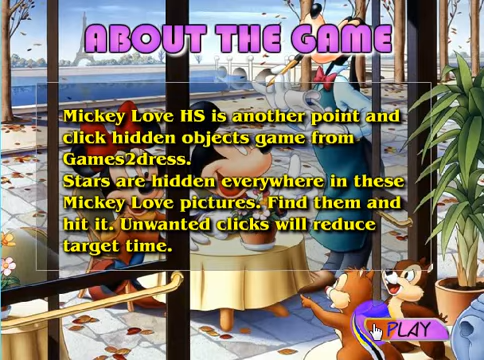 ABOUT THE GAME
Mickey Love HS is another point and
click hidden objects game from
Games2dress.
Stars are hidden everywhere in these
Mickey Love pictures. Find them and
hit it. Unwanted clicks will reduce
target time.
PLAY